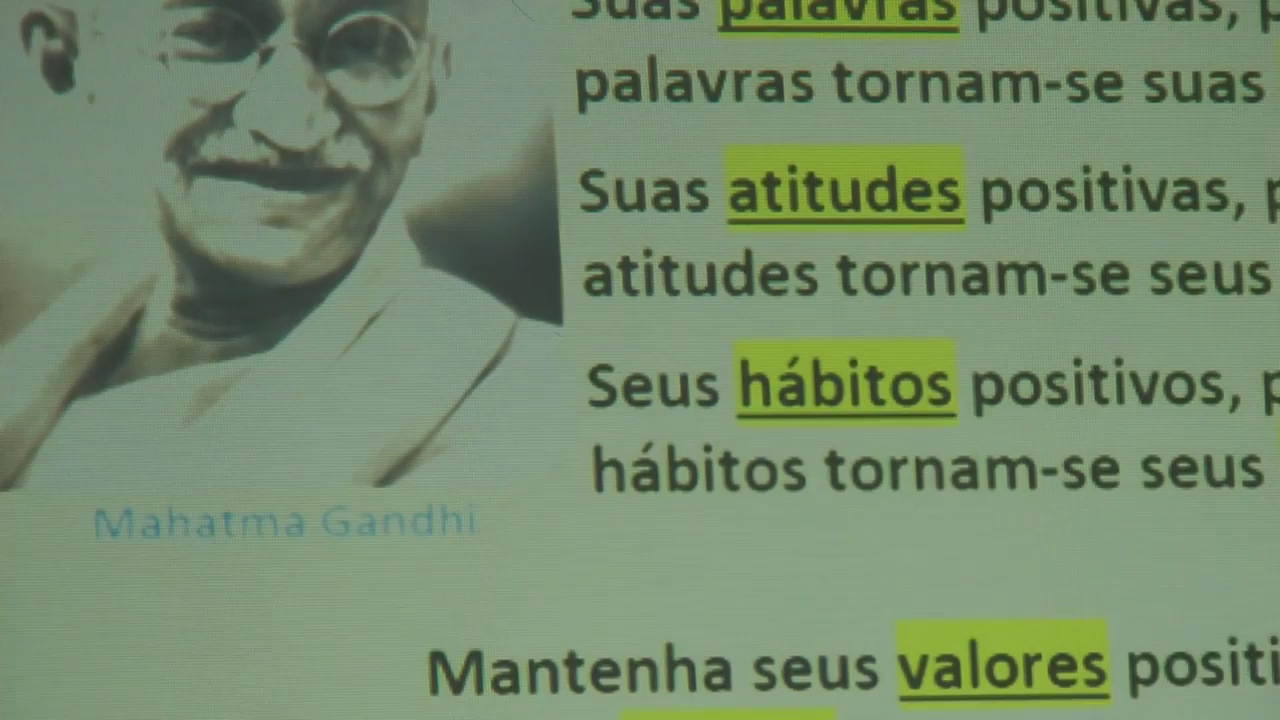 Suas palavras positivas,
palavras tornam-se suas
Suas atitudes positivas,
atitudes tornam-se seus
Seus hábitos positivos,
hábitos tornam-se seus
Mahatma Gandhi
Mantenha seus valores positi